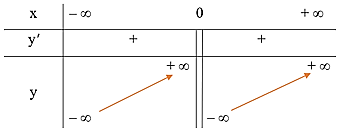 x −∞ 0 +∞
y′ + +
+∞ +∞
y
−∞ −∞